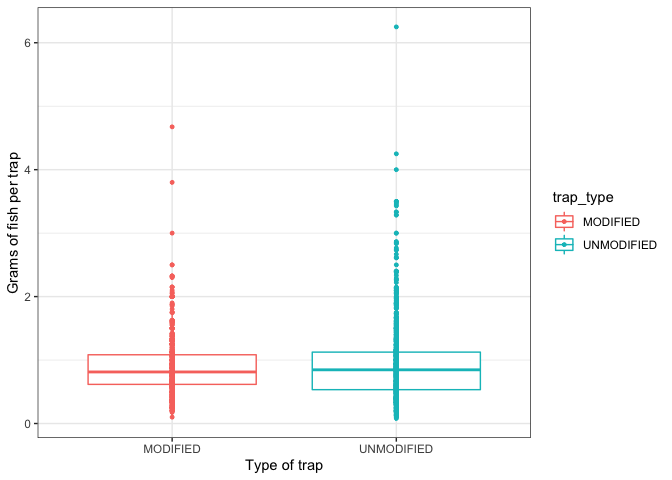 6
4
2
0
Grams of fish per trap
MODIFIED
UNMODIFIED
Type of trap
trap_type
MODIFIED
UNMODIFIED